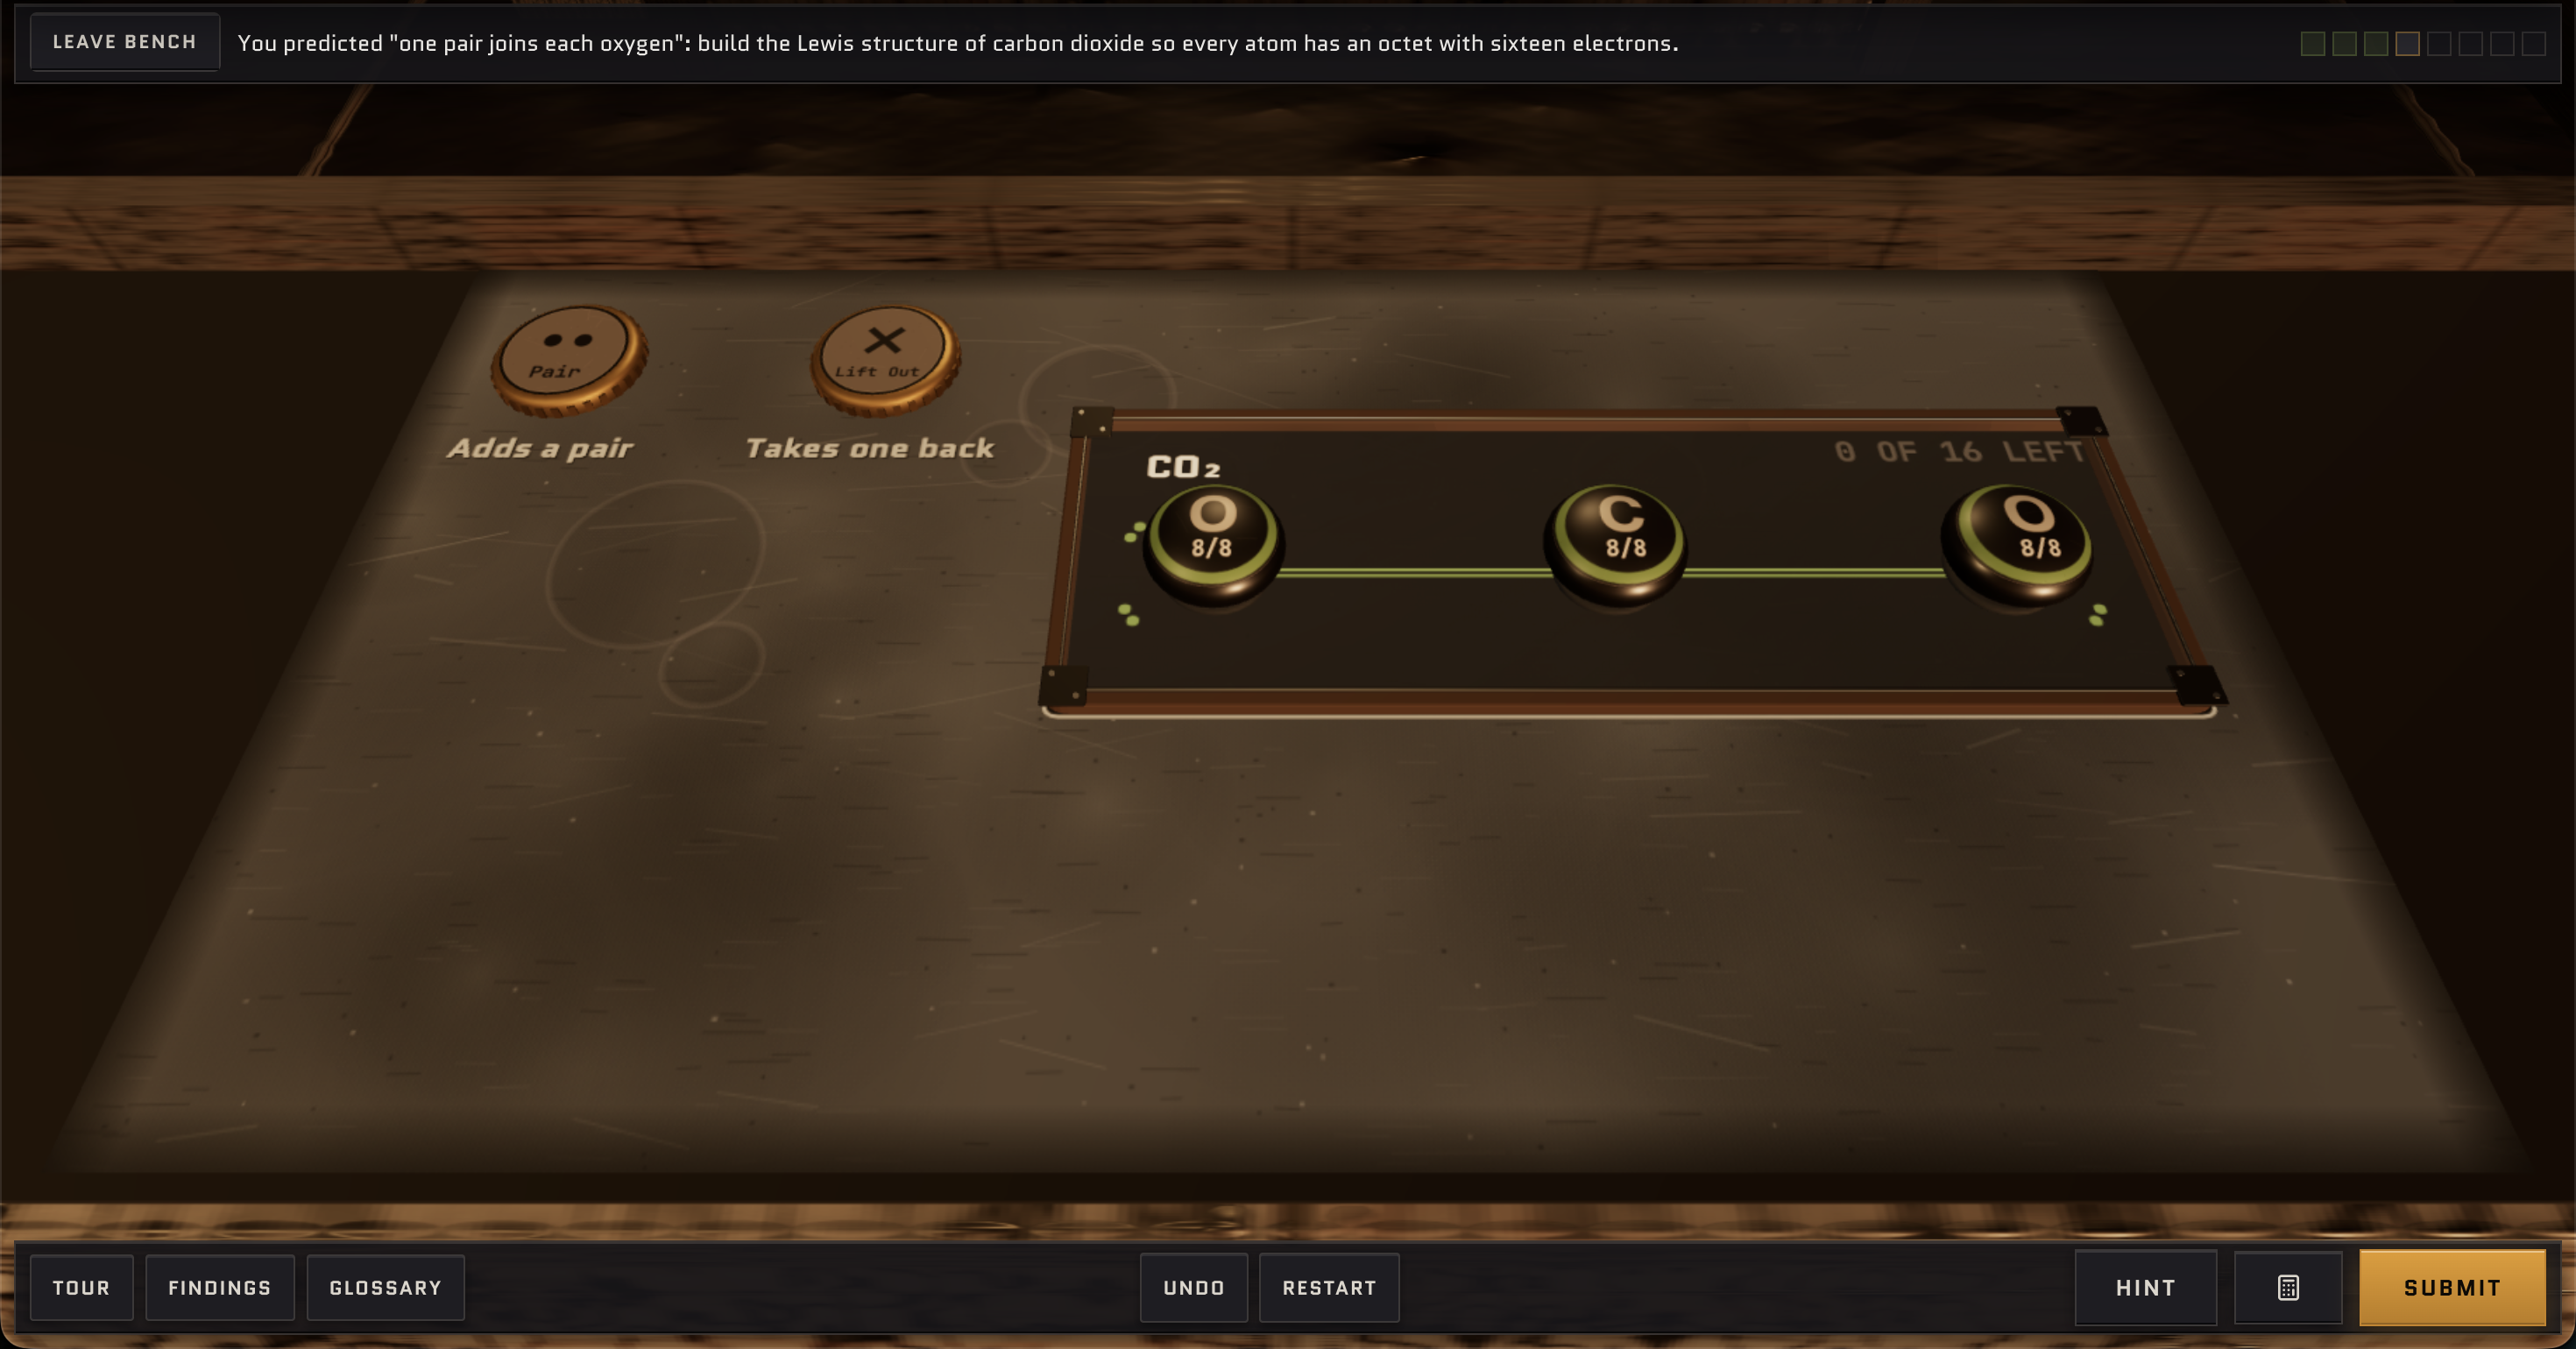 LEAVE BENCH
You predicted "one pair joins each oxygen": build the Lewis structure of carbon dioxide so every atom has an octet with sixteen electrons.
Pair
Lift Out
Adds a pair
Takes one back
0 OF 16 LEFT
CO₂
O
8/8
C
8/8
O
8/8
TOUR
FINDINGS
GLOSSARY
UNDO
RESTART
HINT
SUBMIT